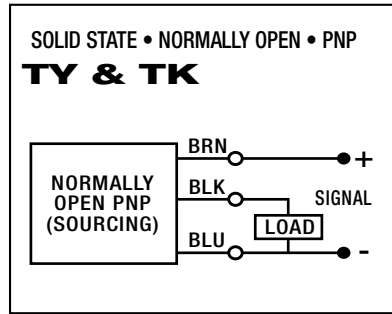 SOLID STATE • NORMALLY OPEN • PNP
TY & TK
NORMALLY
OPEN PNP
(SOURCING)
BRN
+
BLK
SIGNAL
LOAD
BLU
-